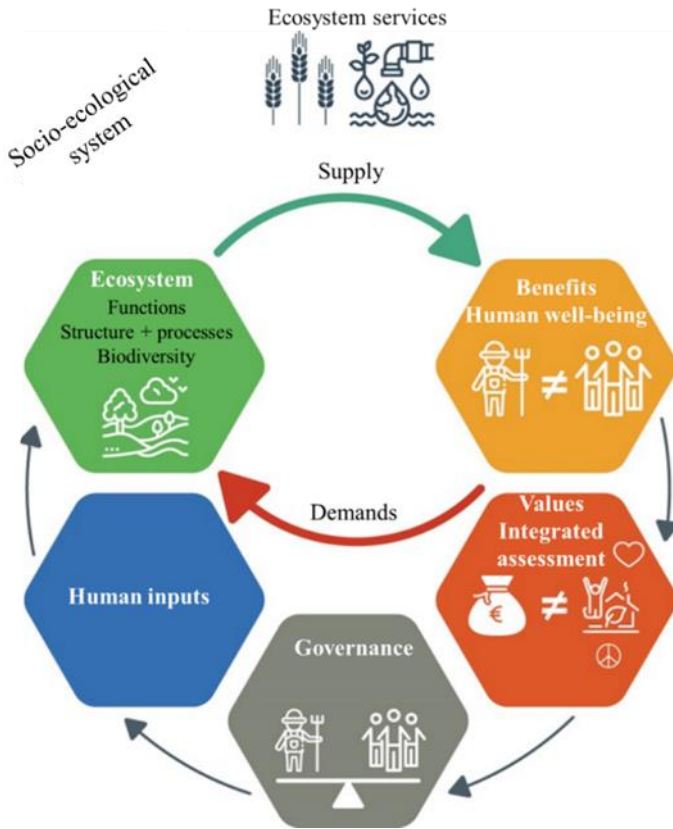 Ecosystem services
Socio-ecological
system
Supply
Ecosystem
Functions
Structure + processes
Biodiversity
Benefits
Human well-being
≠
Demands
Values
Integrated
assessment
€ ≠
Human inputs
Governance